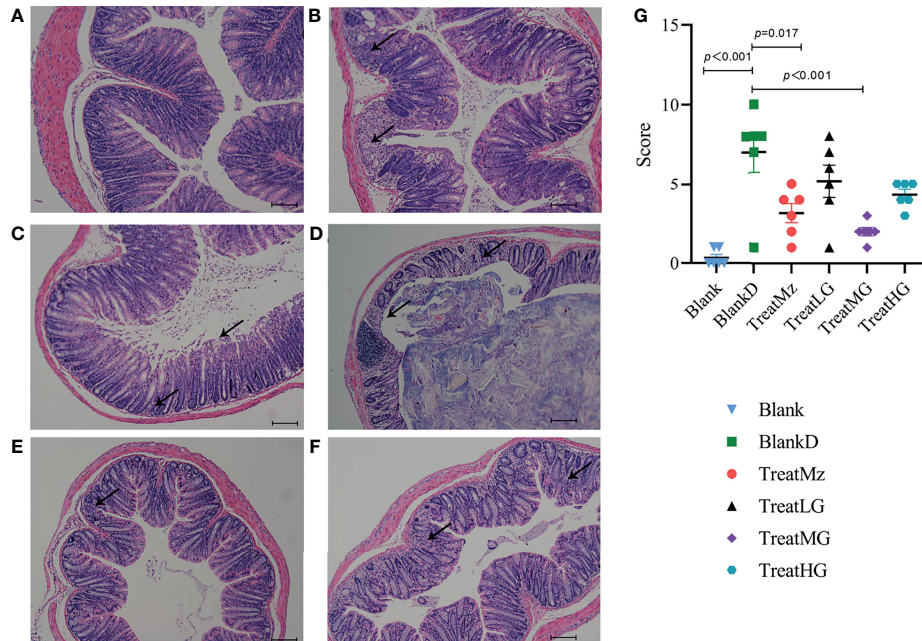 A
B
C
D
E
F
G
15
10
5
0
Score
p<0.001
p=0.017
p<0.001
Blank
BlankD
TreatMz
TreatLG
TreatMG
TreatHG
Blank
BlankD
TreatMz
TreatLG
TreatMG
TreatHG